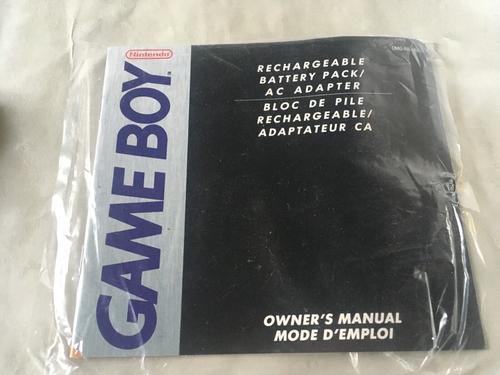 Nintendo
GAME BOY
RECHARGEABLE
BATTERY PACK/
AC ADAPTER
BLOC DE PILE
RECHARGEABLE/
ADAPTATEUR CA
OWNER'S MANUAL
MODE D'EMPLOI